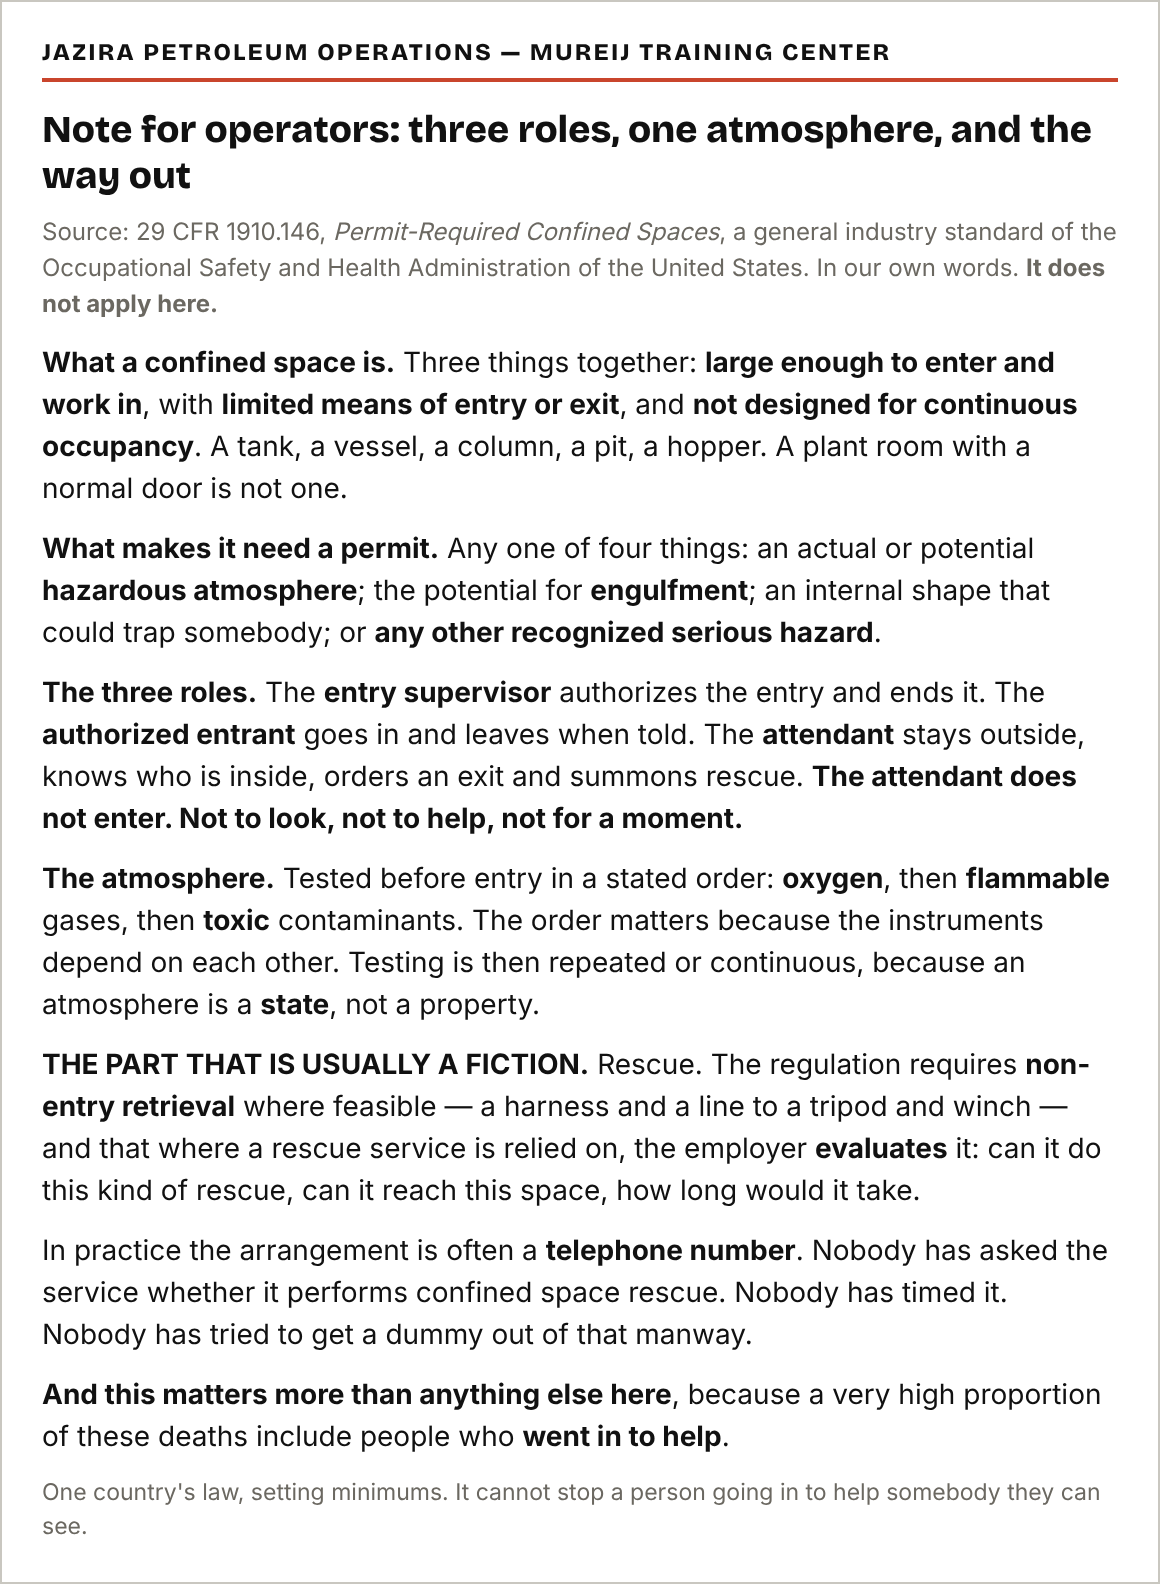 JAZIRA PETROLEUM OPERATIONS — MUREIJ TRAINING CENTER
Note for operators: three roles, one atmosphere, and the
way out
Source: 29 CFR 1910.146, Permit-Required Confined Spaces, a general industry standard of the
Occupational Safety and Health Administration of the United States. In our own words. It does
not apply here.
What a confined space is. Three things together: large enough to enter and
work in, with limited means of entry or exit, and not designed for continuous
occupancy. A tank, a vessel, a column, a pit, a hopper. A plant room with a
normal door is not one.
What makes it need a permit. Any one of four things: an actual or potential
hazardous atmosphere; the potential for engulfment; an internal shape that
could trap somebody; or any other recognized serious hazard.
The three roles. The entry supervisor authorizes the entry and ends it. The
authorized entrant goes in and leaves when told. The attendant stays outside,
knows who is inside, orders an exit and summons rescue. The attendant does
not enter. Not to look, not to help, not for a moment.
The atmosphere. Tested before entry in a stated order: oxygen, then flammable
gases, then toxic contaminants. The order matters because the instruments
depend on each other. Testing is then repeated or continuous, because an
atmosphere is a state, not a property.
THE PART THAT IS USUALLY A FICTION. Rescue. The regulation requires non-
entry retrieval where feasible — a harness and a line to a tripod and winch —
and that where a rescue service is relied on, the employer evaluates it: can it do
this kind of rescue, can it reach this space, how long would it take.
In practice the arrangement is often a telephone number. Nobody has asked the
service whether it performs confined space rescue. Nobody has timed it.
Nobody has tried to get a dummy out of that manway.
And this matters more than anything else here, because a very high proportion
of these deaths include people who went in to help.
One country's law, setting minimums. It cannot stop a person going in to help somebody they can
see.